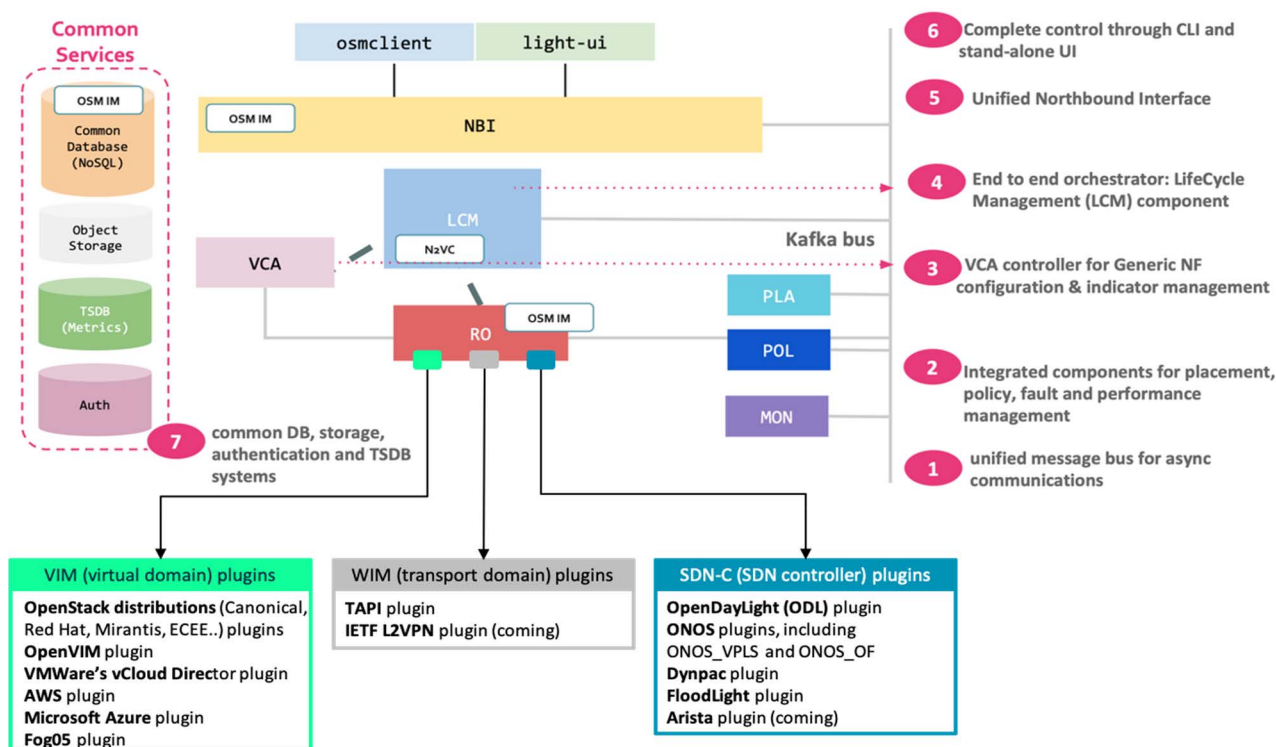 Common
Services
OSM IM
Common
Database
(NoSQL)
Object
Storage
TSDB
(Metrics)
Auth
7
common DB, storage,
authentication and TSDB
systems
osmclient
light-ui
OSM IM
NBI
LCM
N2VC
VCA
RO
OSM IM
Kafka bus
PLA
POL
MON
6
Complete control through CLI and
stand-alone UI
5
Unified Northbound Interface
4
End to end orchestrator: LifeCycle
Management (LCM) component
3
VCA controller for Generic NF
configuration & indicator management
2
Integrated components for placement,
policy, fault and performance
management
1
unified message bus for async
communications
VIM (virtual domain) plugins
OpenStack distributions (Canonical,
Red Hat, Mirantis, ECEE..) plugins
OpenVIM plugin
VMWare’s vCloud Director plugin
AWS plugin
Microsoft Azure plugin
Fog05 plugin
WIM (transport domain) plugins
TAPI plugin
IETF L2VPN plugin (coming)
SDN-C (SDN controller) plugins
OpenDayLight (ODL) plugin
ONOS plugins, including
ONOS_VPLS and ONOS_OF
Dynpac plugin
FloodLight plugin
Arista plugin (coming)